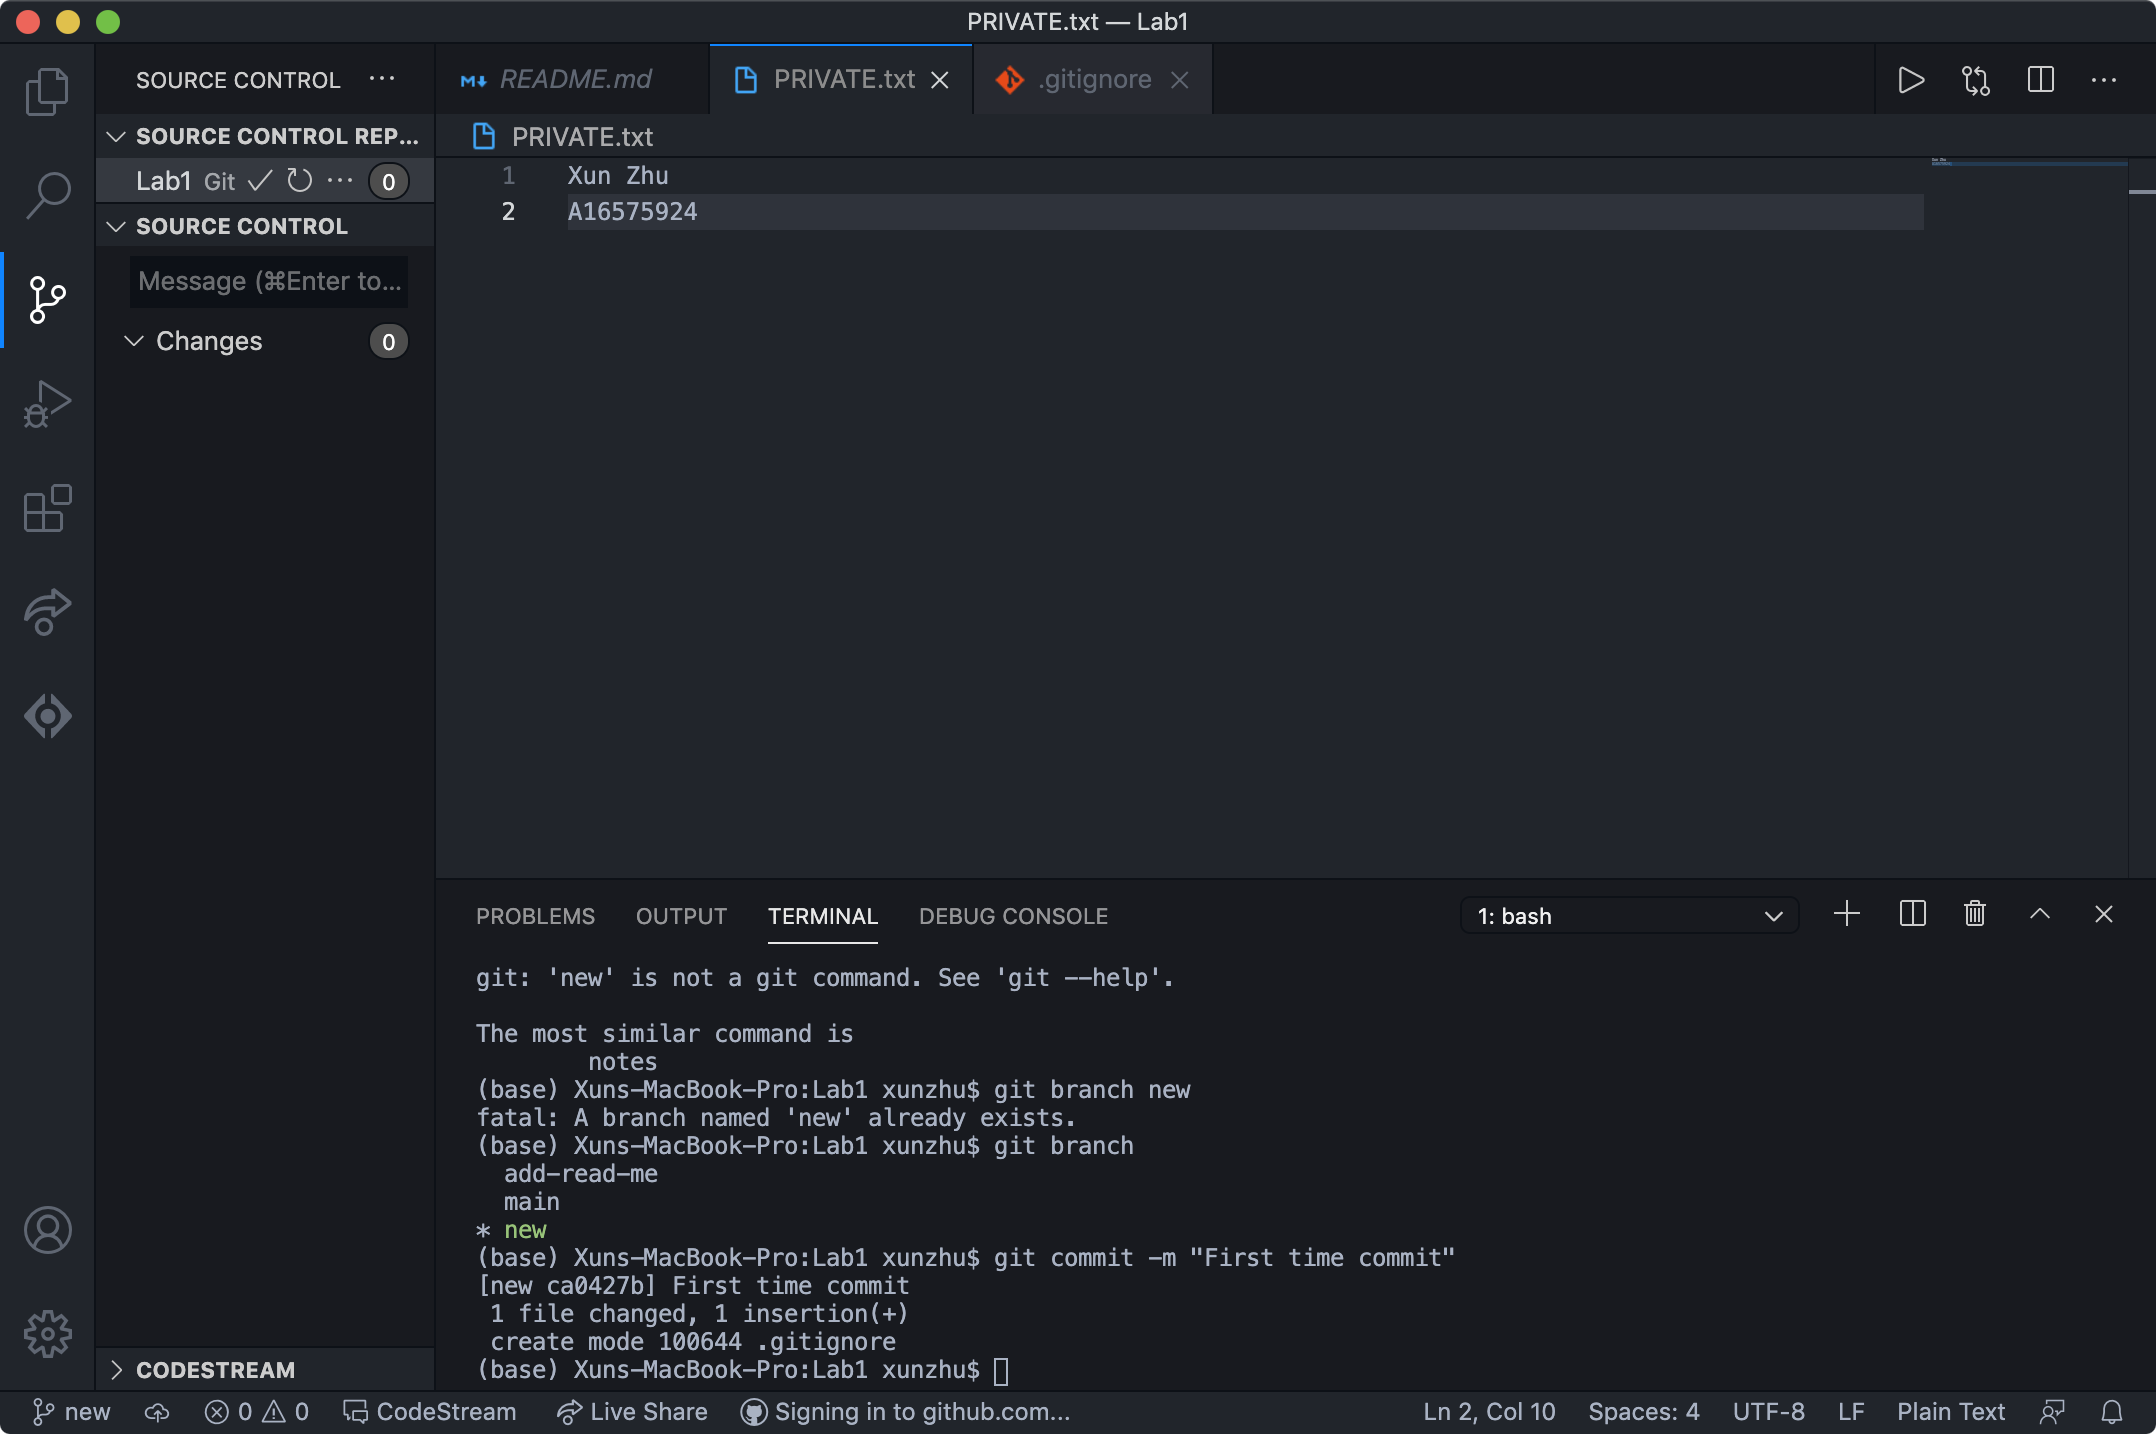 PRIVATE.txt — Lab1
SOURCE CONTROL ···
README.md
PRIVATE.txt
.gitignore
SOURCE CONTROL REP...
PRIVATE.txt
Lab1 Git ··· 0
1 Xun Zhu
2 A16575924
SOURCE CONTROL
Message (⌘Enter to...
Changes 0
PROBLEMS OUTPUT TERMINAL DEBUG CONSOLE 1: bash
git: 'new' is not a git command. See 'git --help'.
The most similar command is
notes
(base) Xuns-MacBook-Pro:Lab1 xunzhu$ git branch new
fatal: A branch named 'new' already exists.
(base) Xuns-MacBook-Pro:Lab1 xunzhu$ git branch
add-read-me
main
* new
(base) Xuns-MacBook-Pro:Lab1 xunzhu$ git commit -m "First time commit"
[new ca0427b] First time commit
1 file changed, 1 insertion(+)
create mode 100644 .gitignore
(base) Xuns-MacBook-Pro:Lab1 xunzhu$
CODESTREAM
new 0 0 CodeStream Live Share Signing in to github.com... Ln 2, Col 10 Spaces: 4 UTF-8 LF Plain Text